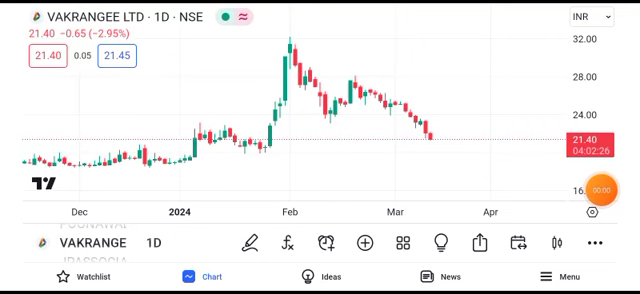 VAKRANGEE LTD · 1D · NSE
INR
21.40 −0.65 (−2.95%)
21.40 0.05 21.45
32.00
28.00
24.00
21.40
04:02:26
16.
00:00
Dec 2024 Feb Mar Apr
VAKRANGE 1D
Watchlist Chart Ideas News Menu